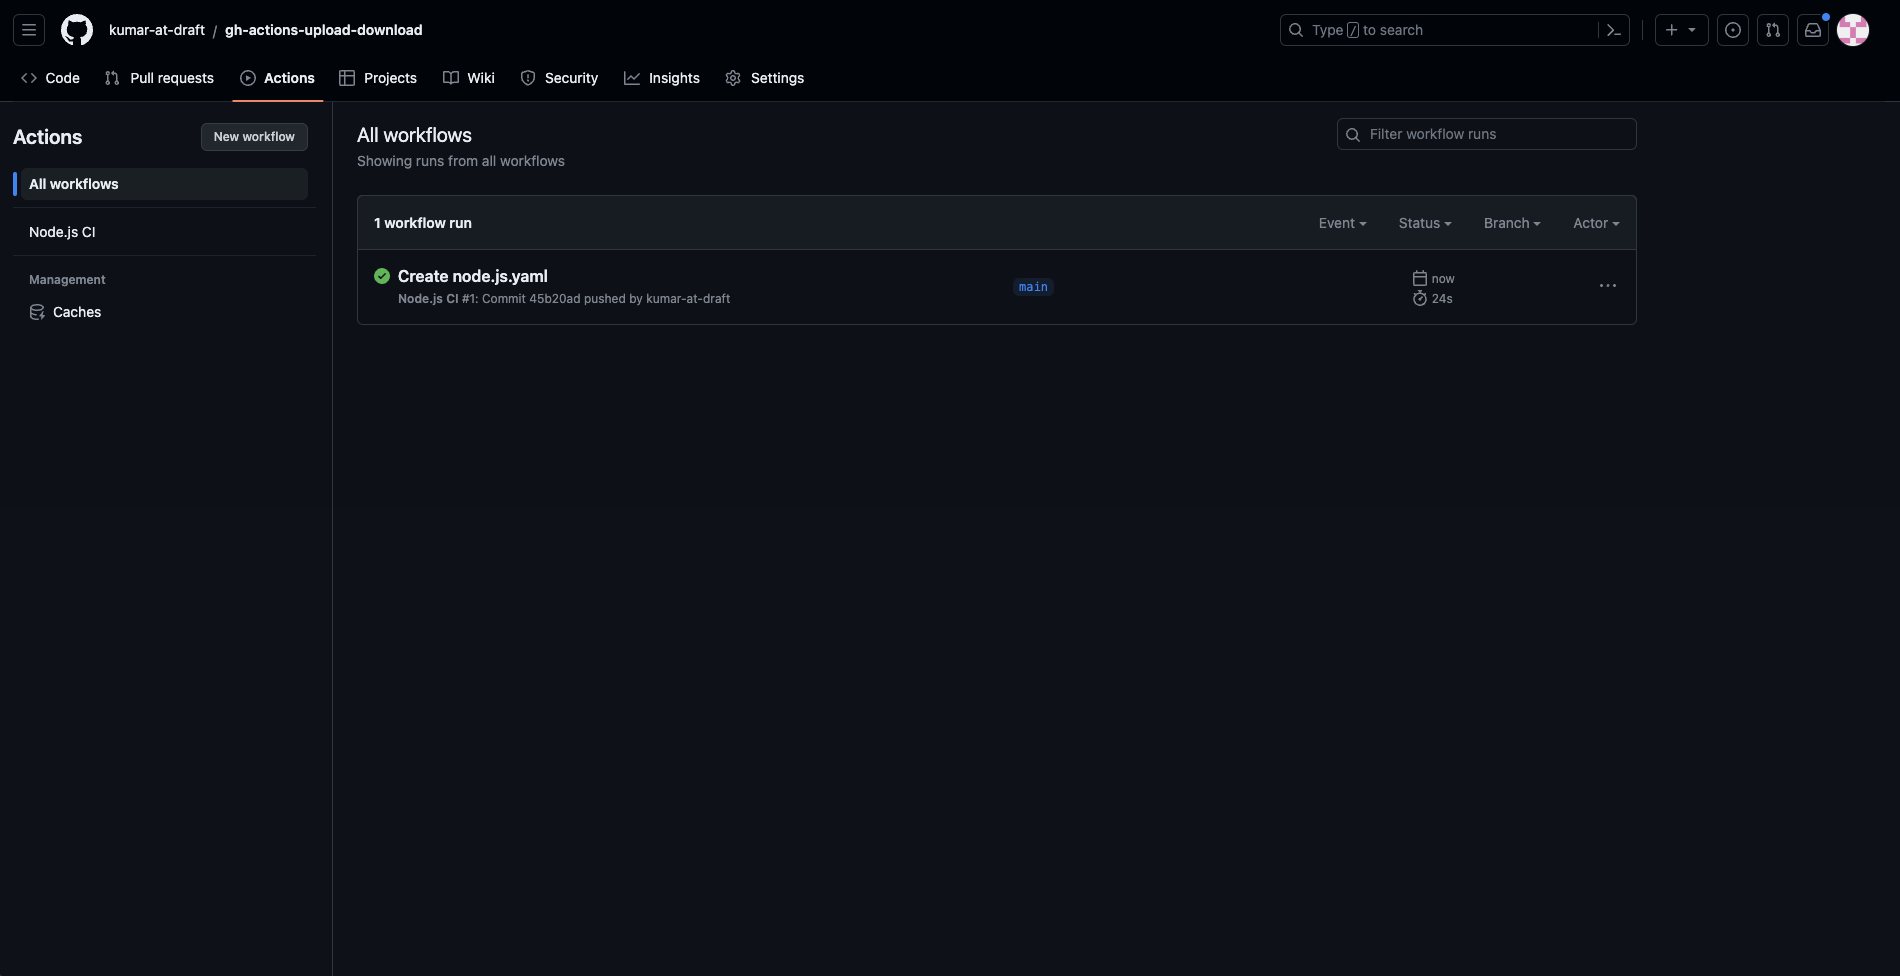 kumar-at-draft / gh-actions-upload-download
Type / to search
Code Pull requests Actions Projects Wiki Security Insights Settings
Actions
New workflow
All workflows
Node.js CI
Management
Caches
All workflows
Showing runs from all workflows
Filter workflow runs
1 workflow run
Event Status Branch Actor
Create node.js.yaml
Node.js CI #1: Commit 45b20ad pushed by kumar-at-draft
main
now
24s